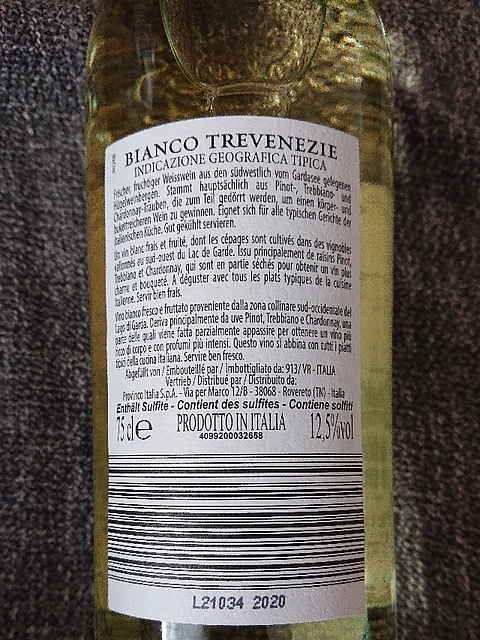 BIANCO TREVENEZIE
INDICAZIONE GEOGRAFICA TIPICA
Frischer, fruchtiger Weisswein aus den südwestlich vom Gardasee gelegenen
Hügelweinbergen. Stammt hauptsächlich aus Pinot-, Trebbiano- und
Chardonnay-Trauben, die zum Teil gedörrt werden, um einen körper- und
bukettreicheren Wein zu gewinnen. Eignet sich für alle typischen Gerichte der
italienischen Küche. Gut gekühlt servieren.
Un vin blanc frais et fruité, dont les cépages sont cultivés dans des vignobles
vallonnés au sud-ouest du Lac de Garde. Issu principalement de raisins Pinot,
Trebbiano et Chardonnay, qui sont en partie séchés pour obtenir un vin plus
charne et bouqueté. A déguster avec tous les plats typiques de la cuisine
italienne. Servir bien frais.
Vino bianco fresco e fruttato proveniente dalla zona collinare sud-occidentale del
Lago di Garda. Deriva principalmente da uve Pinot, Trebbiano e Chardonnay, una
parte delle quali viene fatta parzialmente appassire per ottenere un vino più
ricco di corpo e con profumi più intensi. Questo vino si abbina con tutti i piatti
tipici della cucina italiana. Servire ben fresco.
Abgefüllt von / Embouteillé par / Imbottigliato da: 913/ VR - ITALIA
Vertrieb / Distribué par / Distribuito da:
Provinco Italia S.p.A. - Via per Marco 12/B - 38068 - Rovereto (TN) - Italia
Enthält Sulfite - Contient des sulfites - Contiene solfiti
75 cl e PRODOTTO IN ITALIA 12,5%vol
4099200032658
L21034 2020